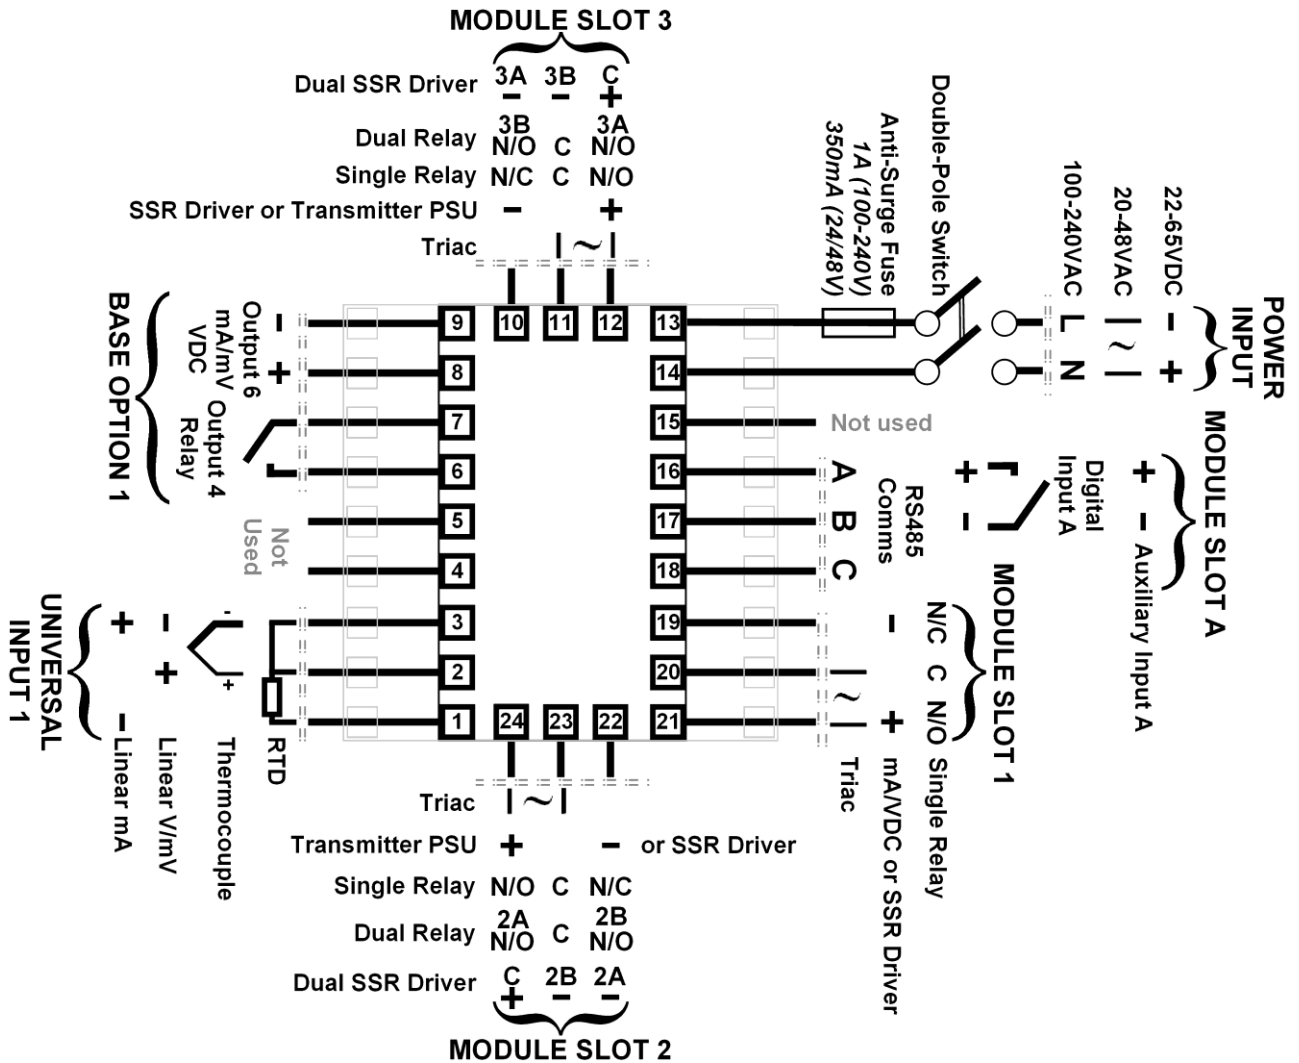 MODULE SLOT 3
Dual SSR Driver 3A 3B C
− − +
3B 3A
Dual Relay N/O C N/O
Single Relay N/C C N/O
SSR Driver or Transmitter PSU − +
Triac ~
BASE OPTION 1
Output 6
mA/mV
VDC
− +
Output 4
Relay
Not
Used
UNIVERSAL
INPUT 1
+ − Linear mA
− + Linear V/mV
- + Thermocouple
RTD
9 10 11 12 13
8 14
7 15
6 16
5 17
4 18
3 19
2 20
1 24 23 22 21
350mA (24/48V)
1A (100-240V)
Anti-Surge Fuse
Double-Pole Switch
100-240VAC L N
20-48VAC ~
22-65VDC − +
POWER
INPUT
Not used
A B C
RS485
Comms
+ −
Digital
Input A
+ − Auxiliary Input A
MODULE SLOT A
~ Triac
− + mA/VDC or SSR Driver
N/C C N/O Single Relay
MODULE SLOT 1
Triac ~
Transmitter PSU + − or SSR Driver
Single Relay N/O C N/C
2A 2B
Dual Relay N/O C N/O
Dual SSR Driver C 2B 2A
+ − −
MODULE SLOT 2